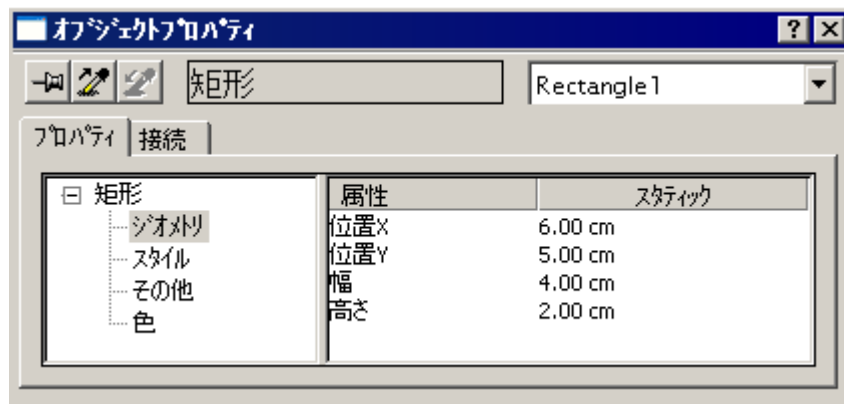 オブジェクトプロパティ
矩形 Rectangle1
プロパティ 接続
矩形
ジオメトリ
スタイル
その他
色
属性 スタティック
位置X 6.00 cm
位置Y 5.00 cm
幅 4.00 cm
高さ 2.00 cm